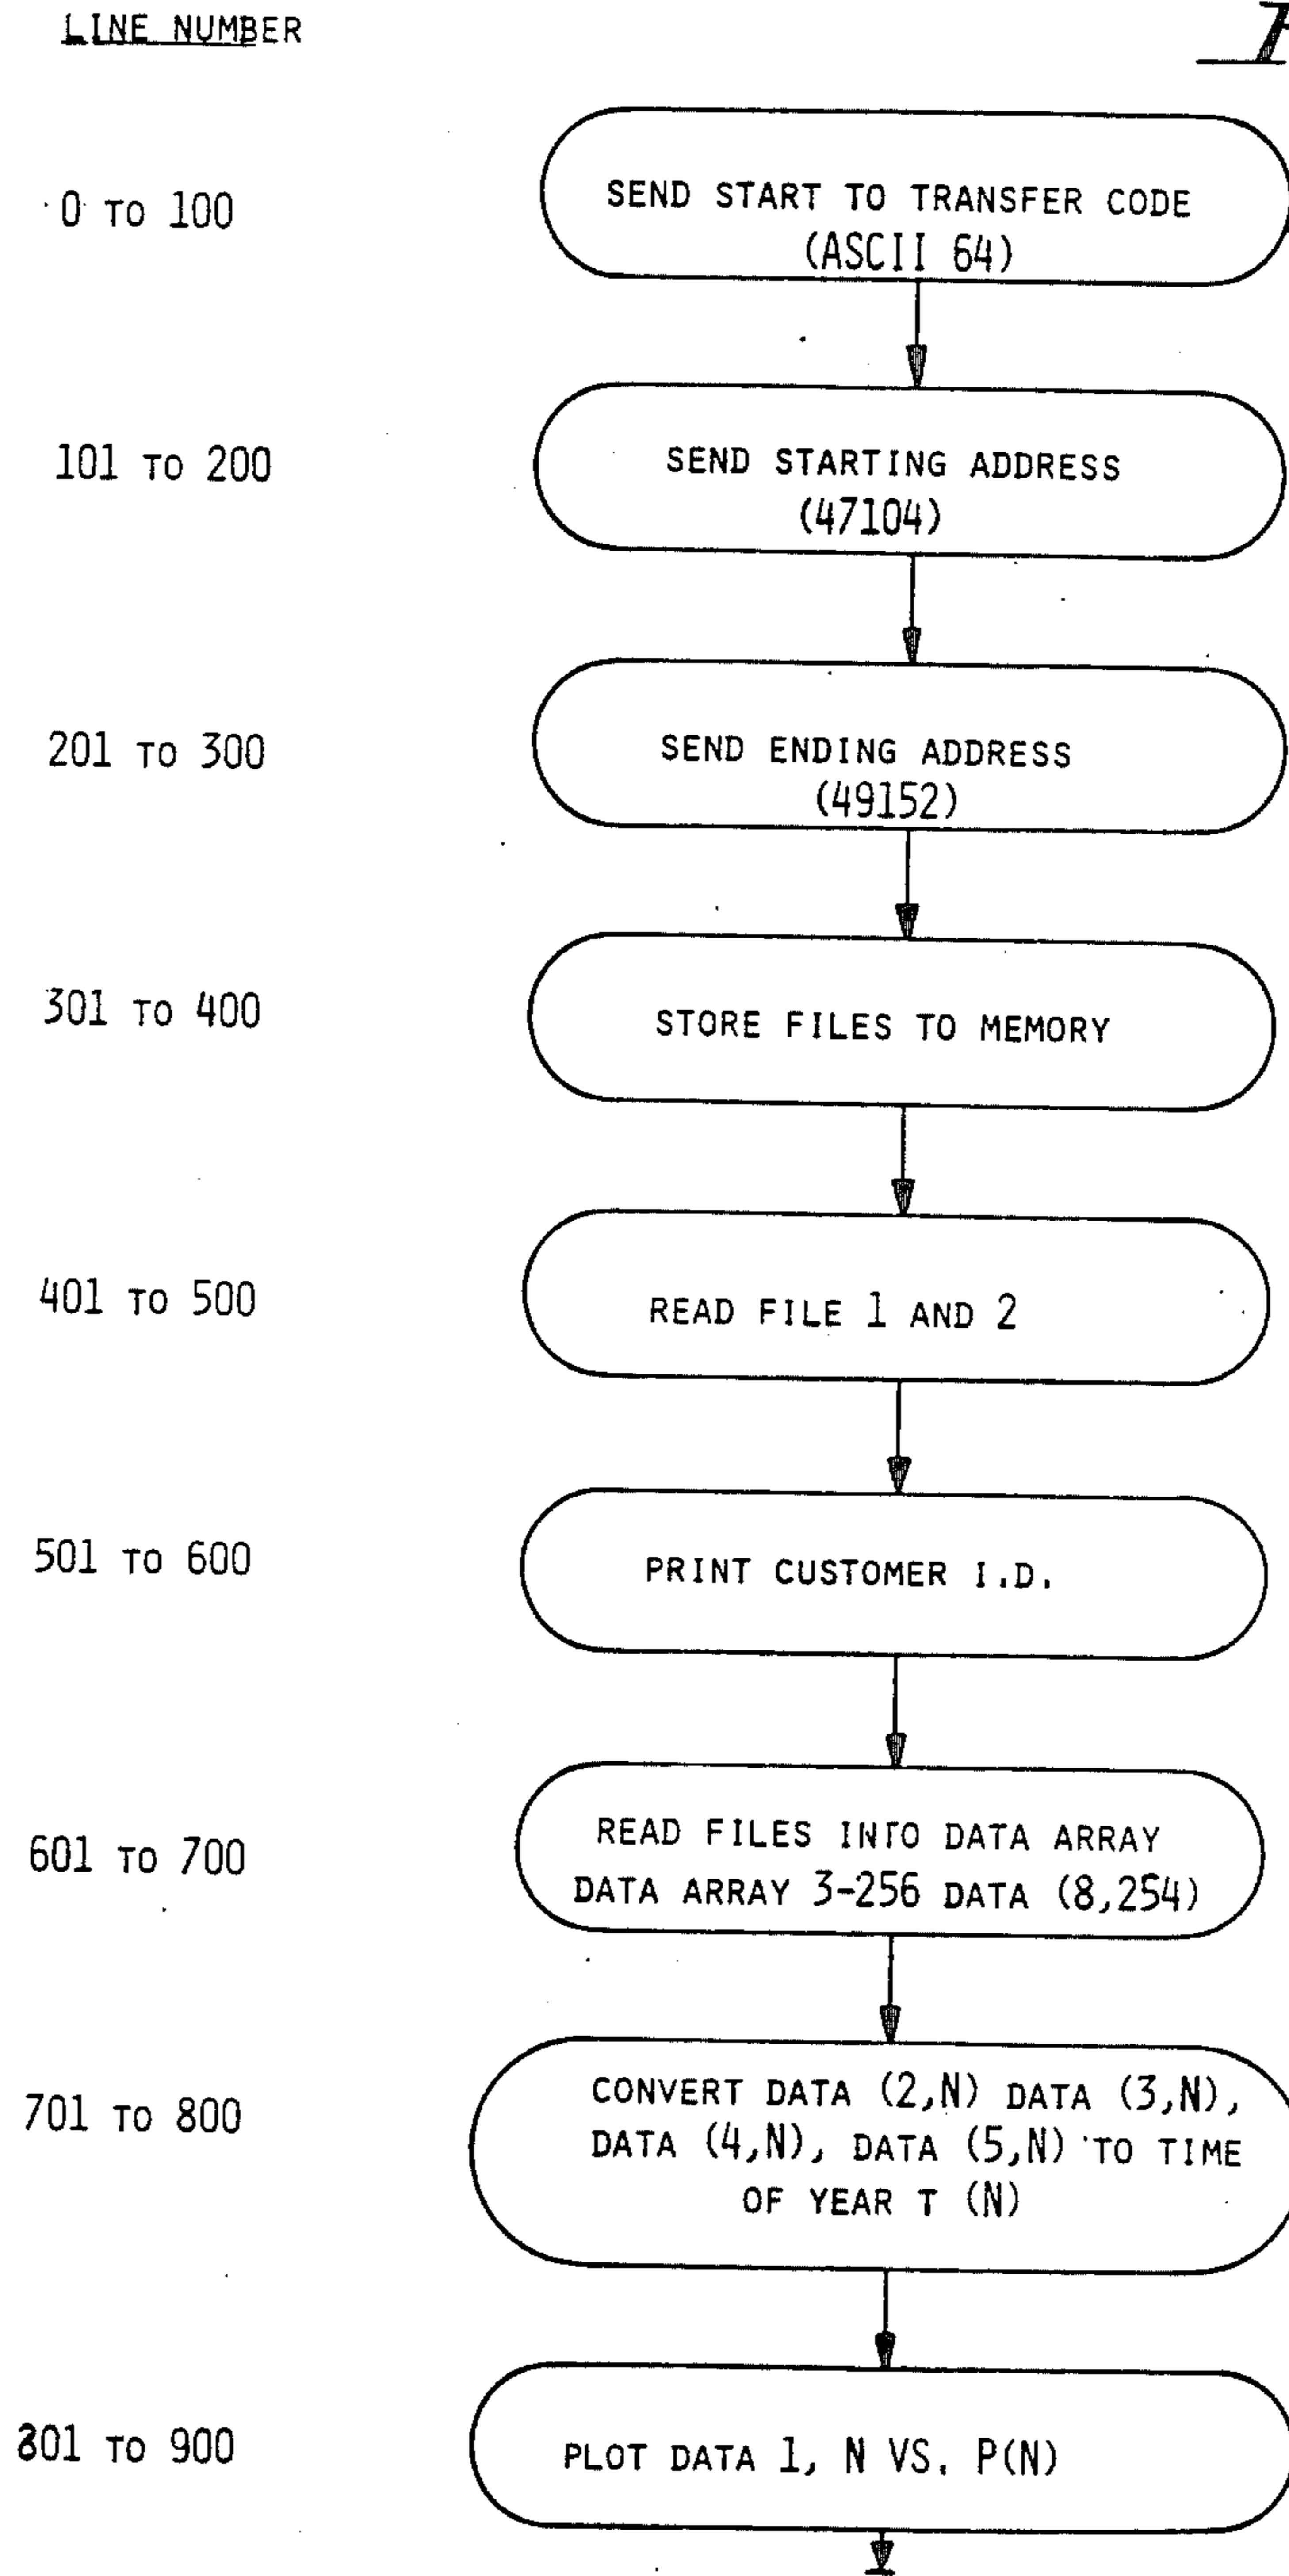 LINE NUMBER
0 TO 100
SEND START TO TRANSFER CODE
(ASCII 64)
101 TO 200
SEND STARTING ADDRESS
(47104)
201 TO 300
SEND ENDING ADDRESS
(49152)
301 TO 400
STORE FILES TO MEMORY
401 TO 500
READ FILE 1 AND 2
501 TO 600
PRINT CUSTOMER I.D.
601 TO 700
READ FILES INTO DATA ARRAY
DATA ARRAY 3-256 DATA (8,254)
701 TO 800
CONVERT DATA (2,N) DATA (3,N),
DATA (4,N), DATA (5,N) TO TIME
OF YEAR T (N)
801 TO 900
PLOT DATA 1, N VS. P(N)